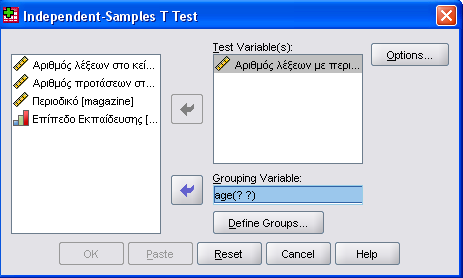 Independent-Samples T Test
Αριθμός λέξεων στο κεί...
Αριθμός προτάσεων στ...
Περιοδικό [magazine]
Επίπεδο Εκπαίδευσης [...
Test Variable(s):
Αριθμός λέξεων με περι...
Options...
Grouping Variable:
age(? ?)
Define Groups...
OK
Paste
Reset
Cancel
Help